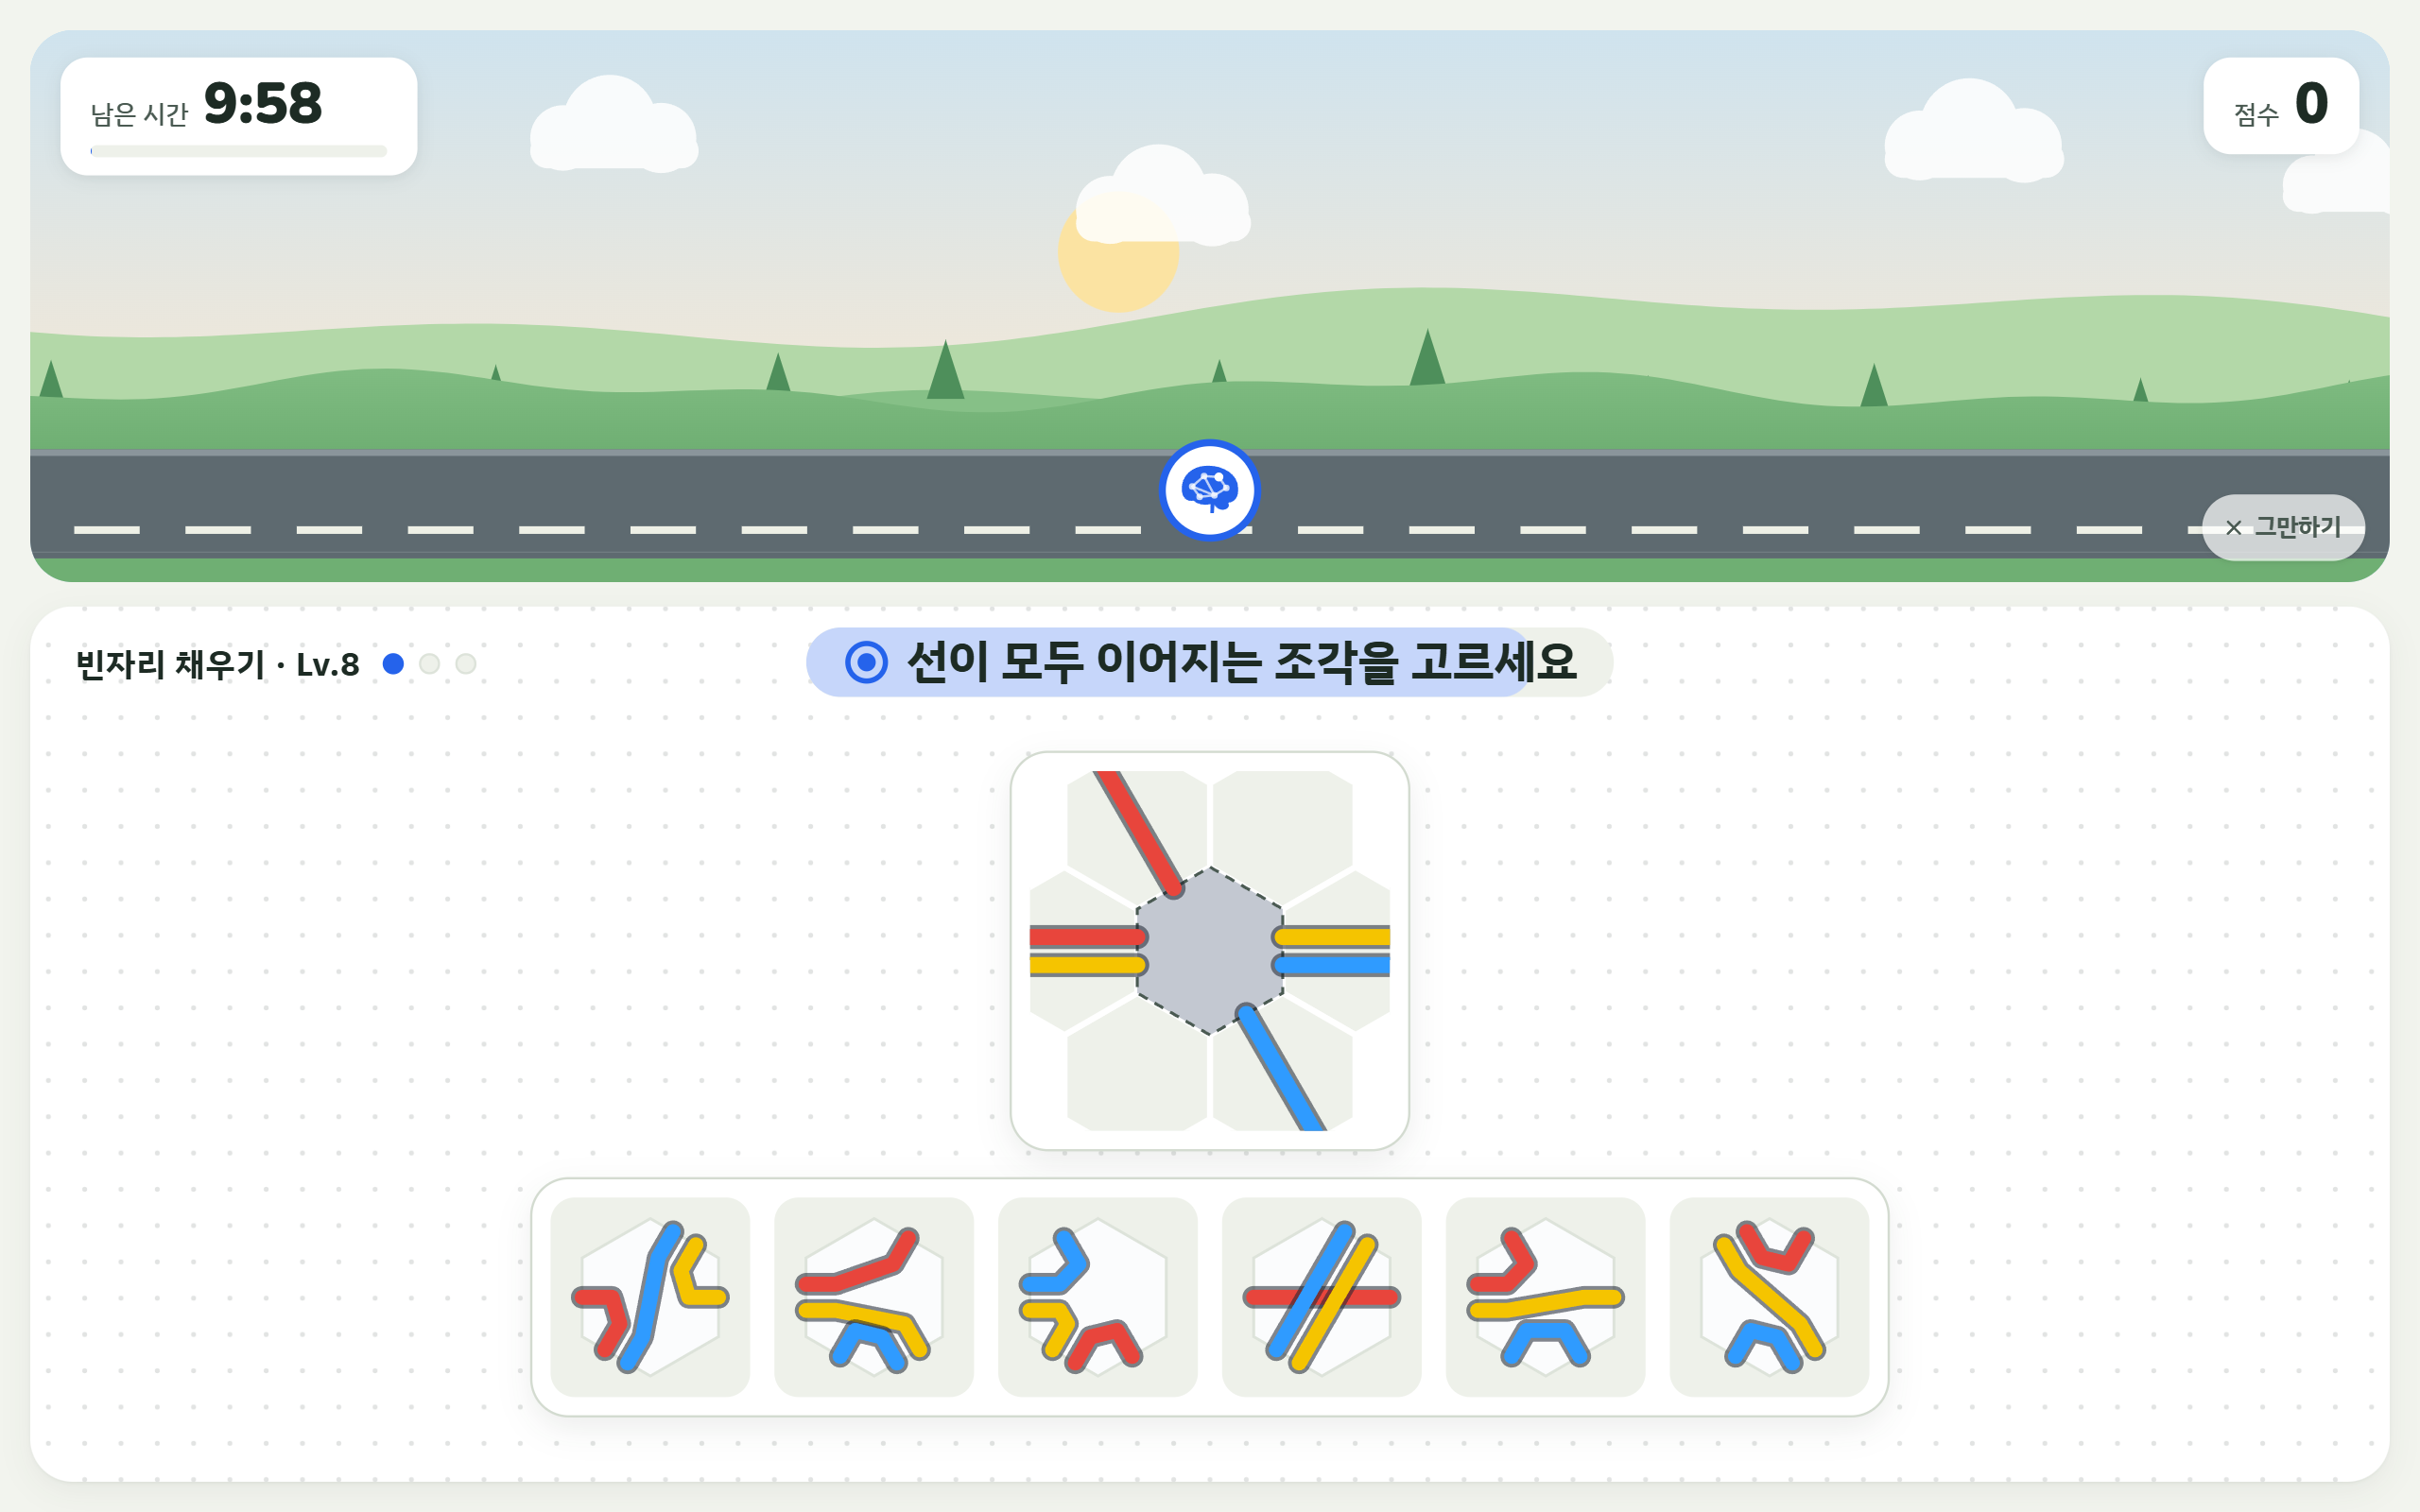 남은 시간 9:58
점수 0
× 그만하기
빈자리 채우기 · Lv.8
선이 모두 이어지는 조각을 고르세요